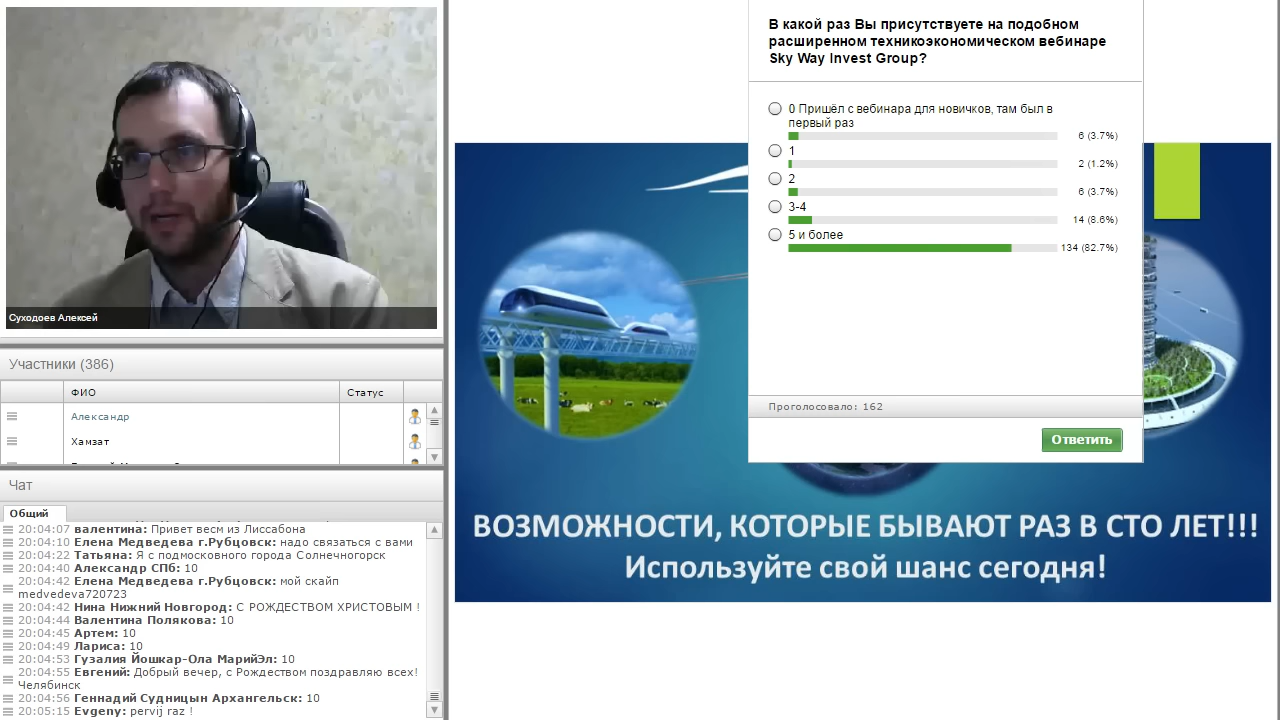 Суходоев Алексей
Участники (386)
ФИО
Статус
Александр
Хамзат
Чат
Общий
20:04:07 валентина: Привет весм из Лиссабона
20:04:10 Елена Медведева г.Рубцовск: надо связаться с вами
20:04:22 Татьяна: Я с подмосковного города Солнечногорск
20:04:40 Александр СПб: 10
20:04:42 Елена Медведева г.Рубцовск: мой скайп
medvedeva720723
20:04:42 Нина Нижний Новгород: С РОЖДЕСТВОМ ХРИСТОВЫМ !
20:04:44 Валентина Полякова: 10
20:04:45 Артем: 10
20:04:49 Лариса: 10
20:04:53 Гузалия Йошкар-Ола МарийЭл: 10
20:04:55 Евгений: Добрый вечер, с Рождеством поздравляю всех!
Челябинск
20:04:56 Геннадий Судницын Архангельск: 10
20:05:15 Evgeny: pervij raz !
В какой раз Вы присутствуете на подобном
расширенном техникоэкономическом вебинаре
Sky Way Invest Group?
0 Пришёл с вебинара для новичков, там был в
первый раз
6 (3.7%)
1
2 (1.2%)
2
6 (3.7%)
3-4
14 (8.6%)
5 и более
134 (82.7%)
Проголосовало: 162
Ответить
ВОЗМОЖНОСТИ, КОТОРЫЕ БЫВАЮТ РАЗ В СТО ЛЕТ!!!
Используйте свой шанс сегодня!